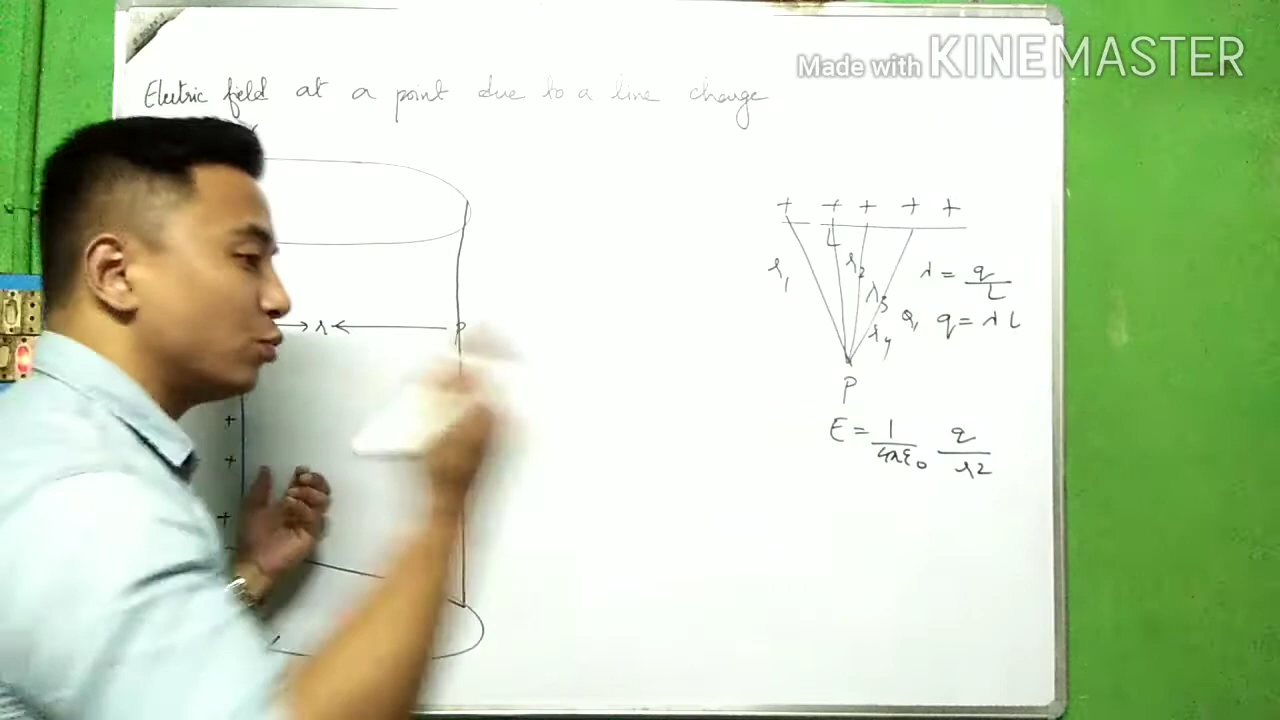 Made with KINEMASTER
Electric field at a point due to a line charge
+ + + + +
L
r1 r2 r3 r4
λ = q/L
q = λL
r
P
P
E = 1/4πε0 q/r2
+
+
+